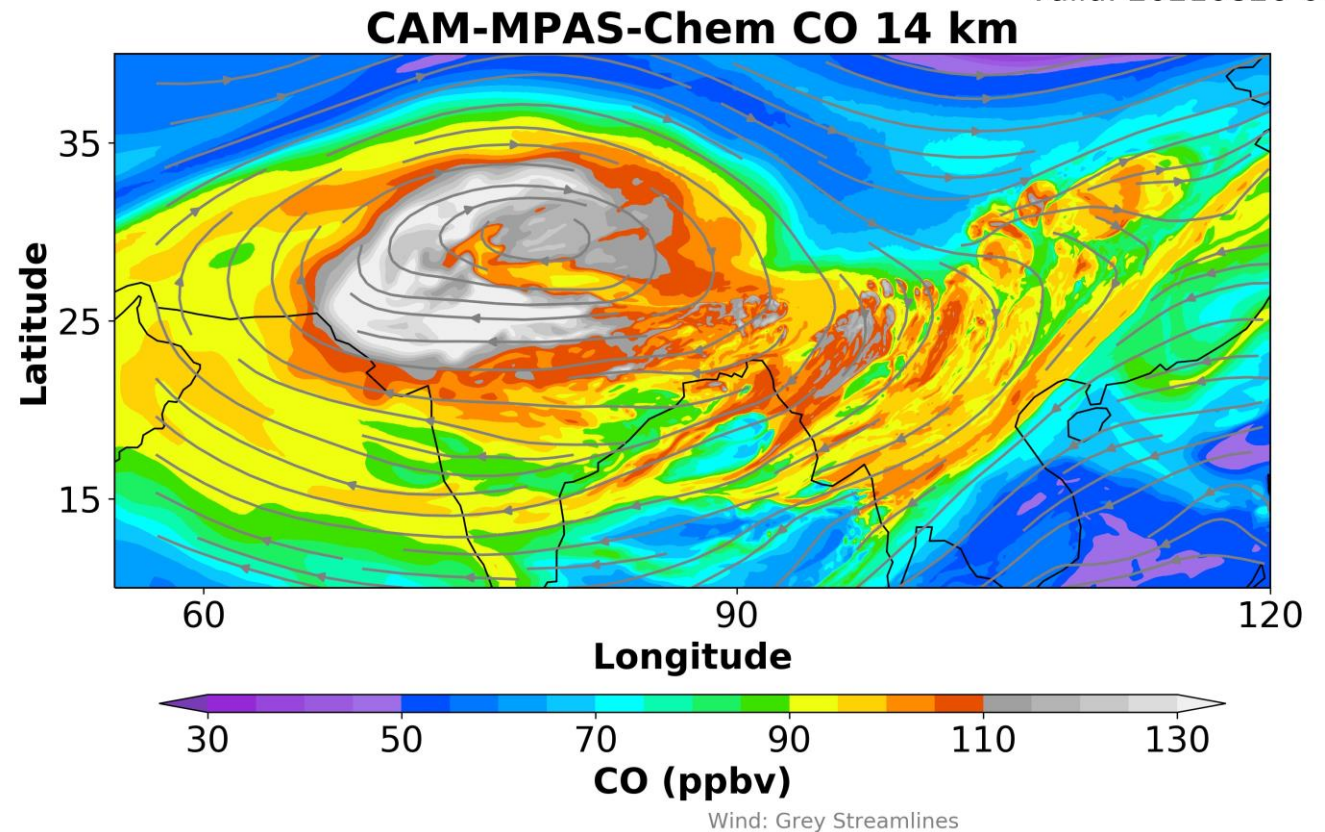 CAM-MPAS-Chem CO 14 km
35
25
15
Latitude
60 90 120
Longitude
30 50 70 90 110 130
CO (ppbv)
Wind: Grey Streamlines